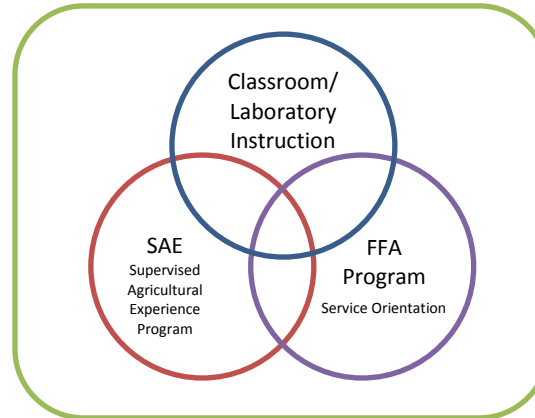 Classroom/
Laboratory
Instruction
SAE
Supervised
Agricultural
Experience
Program
FFA
Program
Service Orientation